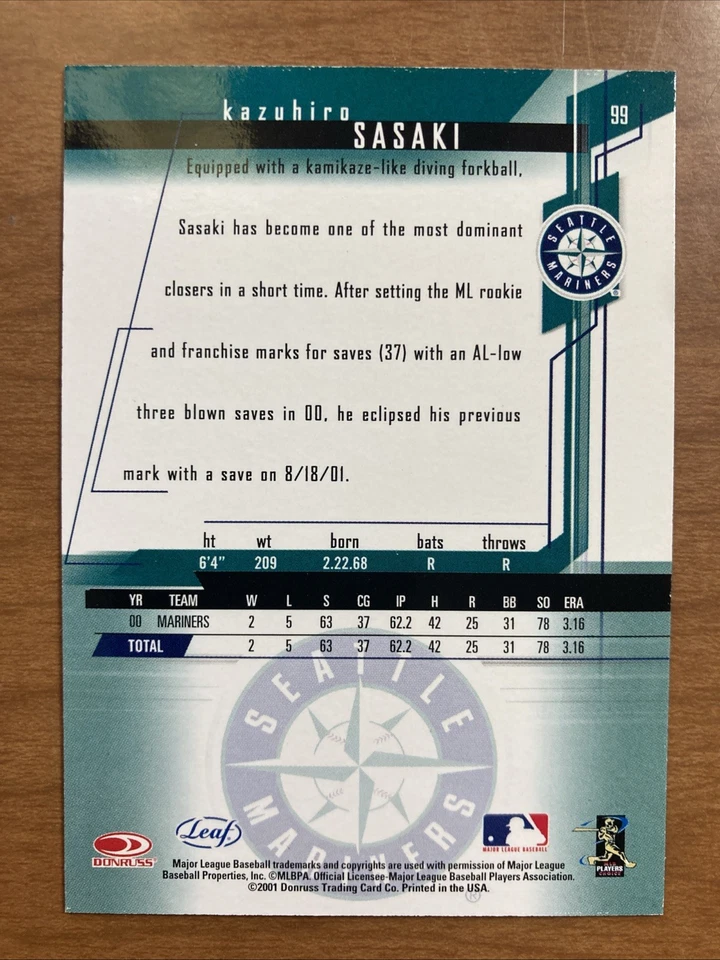 99
kazuhiro
SASAKI
Equipped with a kamikaze-like diving forkball,
Sasaki has become one of the most dominant
closers in a short time. After setting the ML rookie
and franchise marks for saves (37) with an AL-low
three blown saves in 00, he eclipsed his previous
mark with a save on 8/18/01.
SEATTLE
MARINERS
ht wt born bats throws
6'4" 209 2.22.68 R R
YR TEAM W L S CG IP H R BB SO ERA
00 MARINERS 2 5 63 37 62.2 42 25 31 78 3.16
TOTAL 2 5 63 37 62.2 42 25 31 78 3.16
SEATTLE
MARINERS
®
DONRUSS
Leaf
MAJOR LEAGUE BASEBALL
PLAYERS
CHOICE
Major League Baseball trademarks and copyrights are used with permission of Major League
Baseball Properties, Inc. ©MLBPA. Official Licensee-Major League Baseball Players Association.
©2001 Donruss Trading Card Co. Printed in the USA.